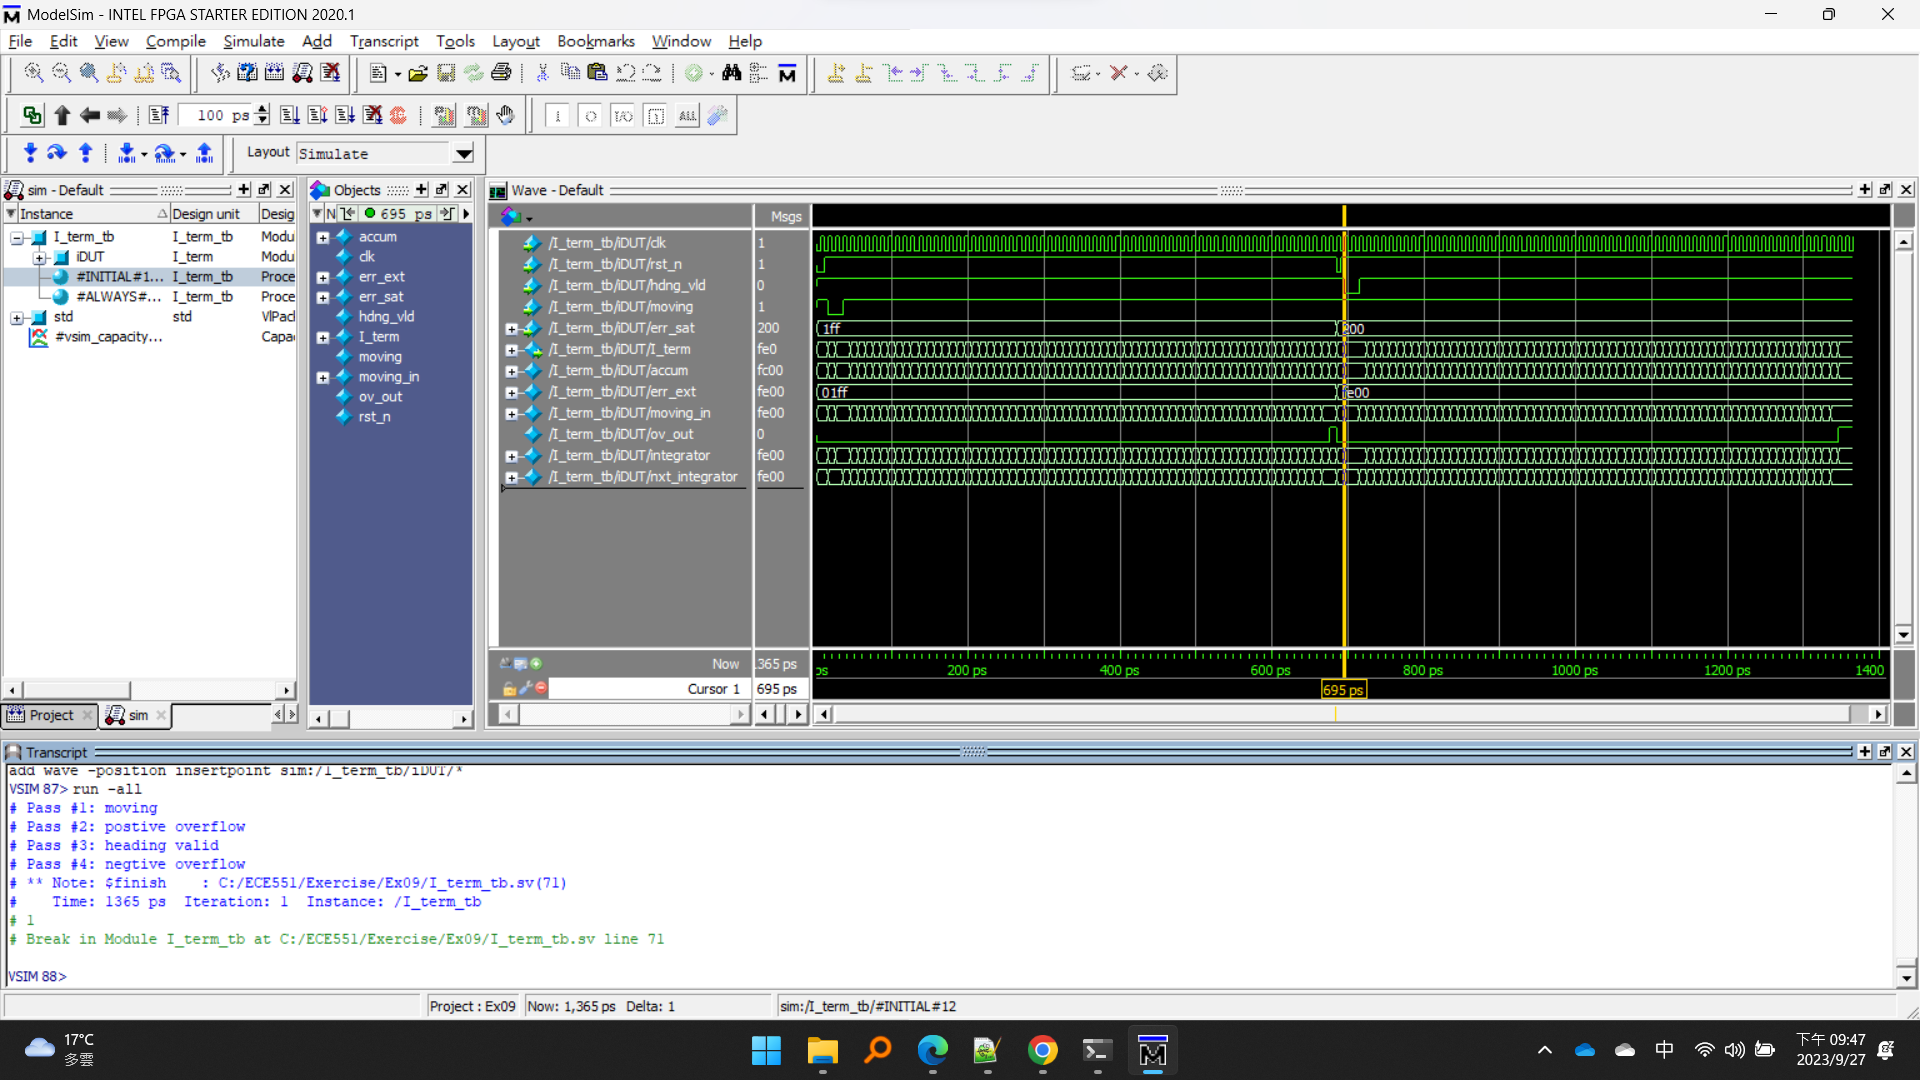 ModelSim - INTEL FPGA STARTER EDITION 2020.1
File Edit View Compile Simulate Add Transcript Tools Layout Bookmarks Window Help
100 ps
I/O
ALL
Layout Simulate
sim - Default
Instance Design unit Desig
I_term_tb I_term_tb Modu
iDUT I_term Modu
#INITIAL#1... I_term_tb Proce
#ALWAYS#... I_term_tb Proce
std std VlPac
#vsim_capacity... Capa
Project sim
Objects
N 695 ps
accum
clk
err_ext
err_sat
hdng_vld
I_term
moving
moving_in
ov_out
rst_n
Wave - Default
Msgs
/I_term_tb/iDUT/clk 1
/I_term_tb/iDUT/rst_n 1
/I_term_tb/iDUT/hdng_vld 0
/I_term_tb/iDUT/moving 1
/I_term_tb/iDUT/err_sat 200 1ff 200
/I_term_tb/iDUT/I_term fe0
/I_term_tb/iDUT/accum fc00
/I_term_tb/iDUT/err_ext fe00 01ff fe00
/I_term_tb/iDUT/moving_in fe00
/I_term_tb/iDUT/ov_out 0
/I_term_tb/iDUT/integrator fe00
/I_term_tb/iDUT/nxt_integrator fe00
Now 365 ps ps 200 ps 400 ps 600 ps 800 ps 1000 ps 1200 ps 1400
Cursor 1 695 ps 695 ps
Transcript
add wave -position insertpoint sim:/I_term_tb/iDUT/*
VSIM 87> run -all
# Pass #1: moving
# Pass #2: postive overflow
# Pass #3: heading valid
# Pass #4: negtive overflow
# ** Note: $finish : C:/ECE551/Exercise/Ex09/I_term_tb.sv(71)
# Time: 1365 ps Iteration: 1 Instance: /I_term_tb
# 1
# Break in Module I_term_tb at C:/ECE551/Exercise/Ex09/I_term_tb.sv line 71
VSIM 88>
Project : Ex09 Now: 1,365 ps Delta: 1 sim:/I_term_tb/#INITIAL#12
17°C
多雲
中
下午 09:47
2023/9/27